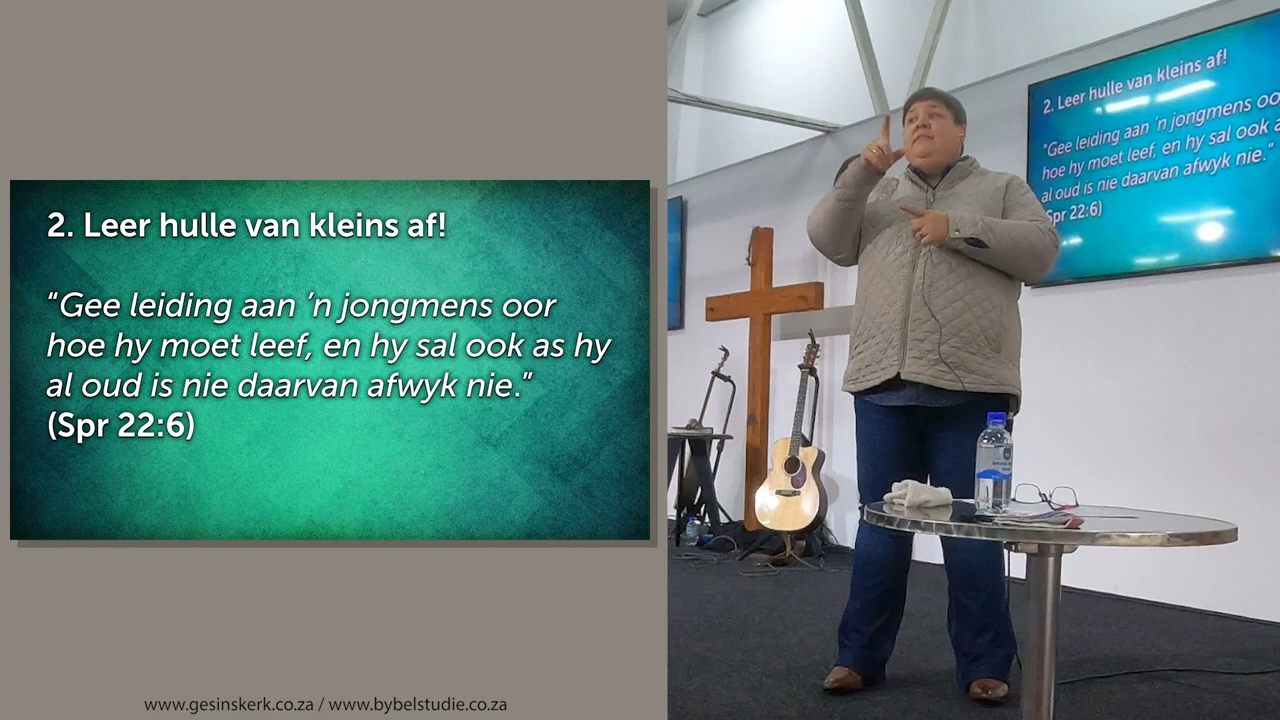 2. Leer hulle van kleins af!
"Gee leiding aan 'n jongmens oor
hoe hy moet leef, en hy sal ook as hy
al oud is nie daarvan afwyk nie."
(Spr 22:6)
www.gesinskerk.co.za / www.bybelstudie.co.za
2. Leer hulle van kleins af!
"Gee leiding aan 'n jongmens oo
hoe hy moet leef, en hy sal ook a
al oud is nie daarvan afwyk nie."
(Spr 22:6)